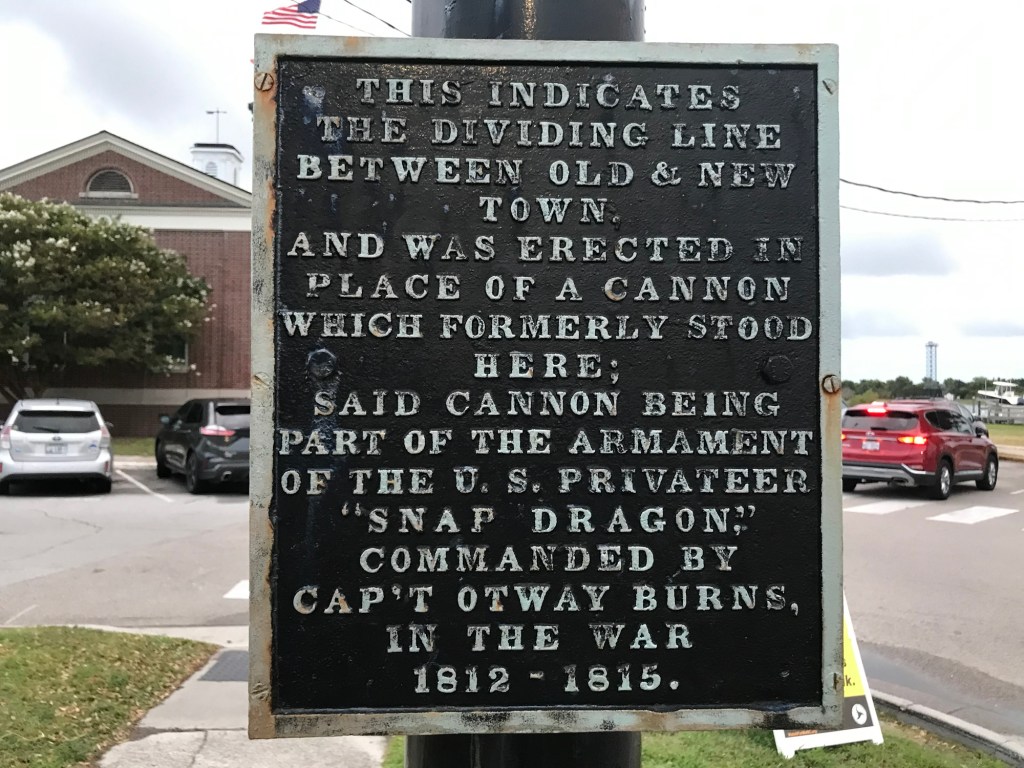 THIS INDICATES
THE DIVIDING LINE
BETWEEN OLD & NEW
TOWN,
AND WAS ERECTED IN
PLACE OF A CANNON
WHICH FORMERLY STOOD
HERE;
SAID CANNON BEING
PART OF THE ARMAMENT
OF THE U. S. PRIVATEER
"SNAP DRAGON,"
COMMANDED BY
CAP'T OTWAY BURNS,
IN THE WAR
1812 - 1815.